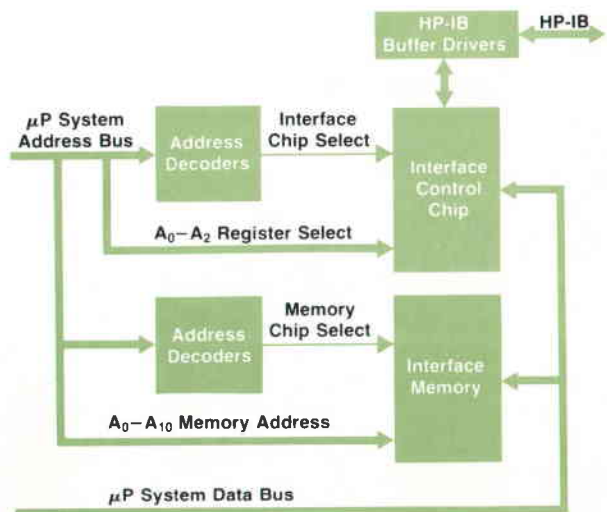 HP-IB
Buffer Drivers
HP-IB
μP System
Address Bus
Address
Decoders
Interface
Chip Select
Interface
Control
Chip
A₀–A₂ Register Select
Address
Decoders
Memory
Chip Select
Interface
Memory
A₀–A₁₀ Memory Address
μP System Data Bus